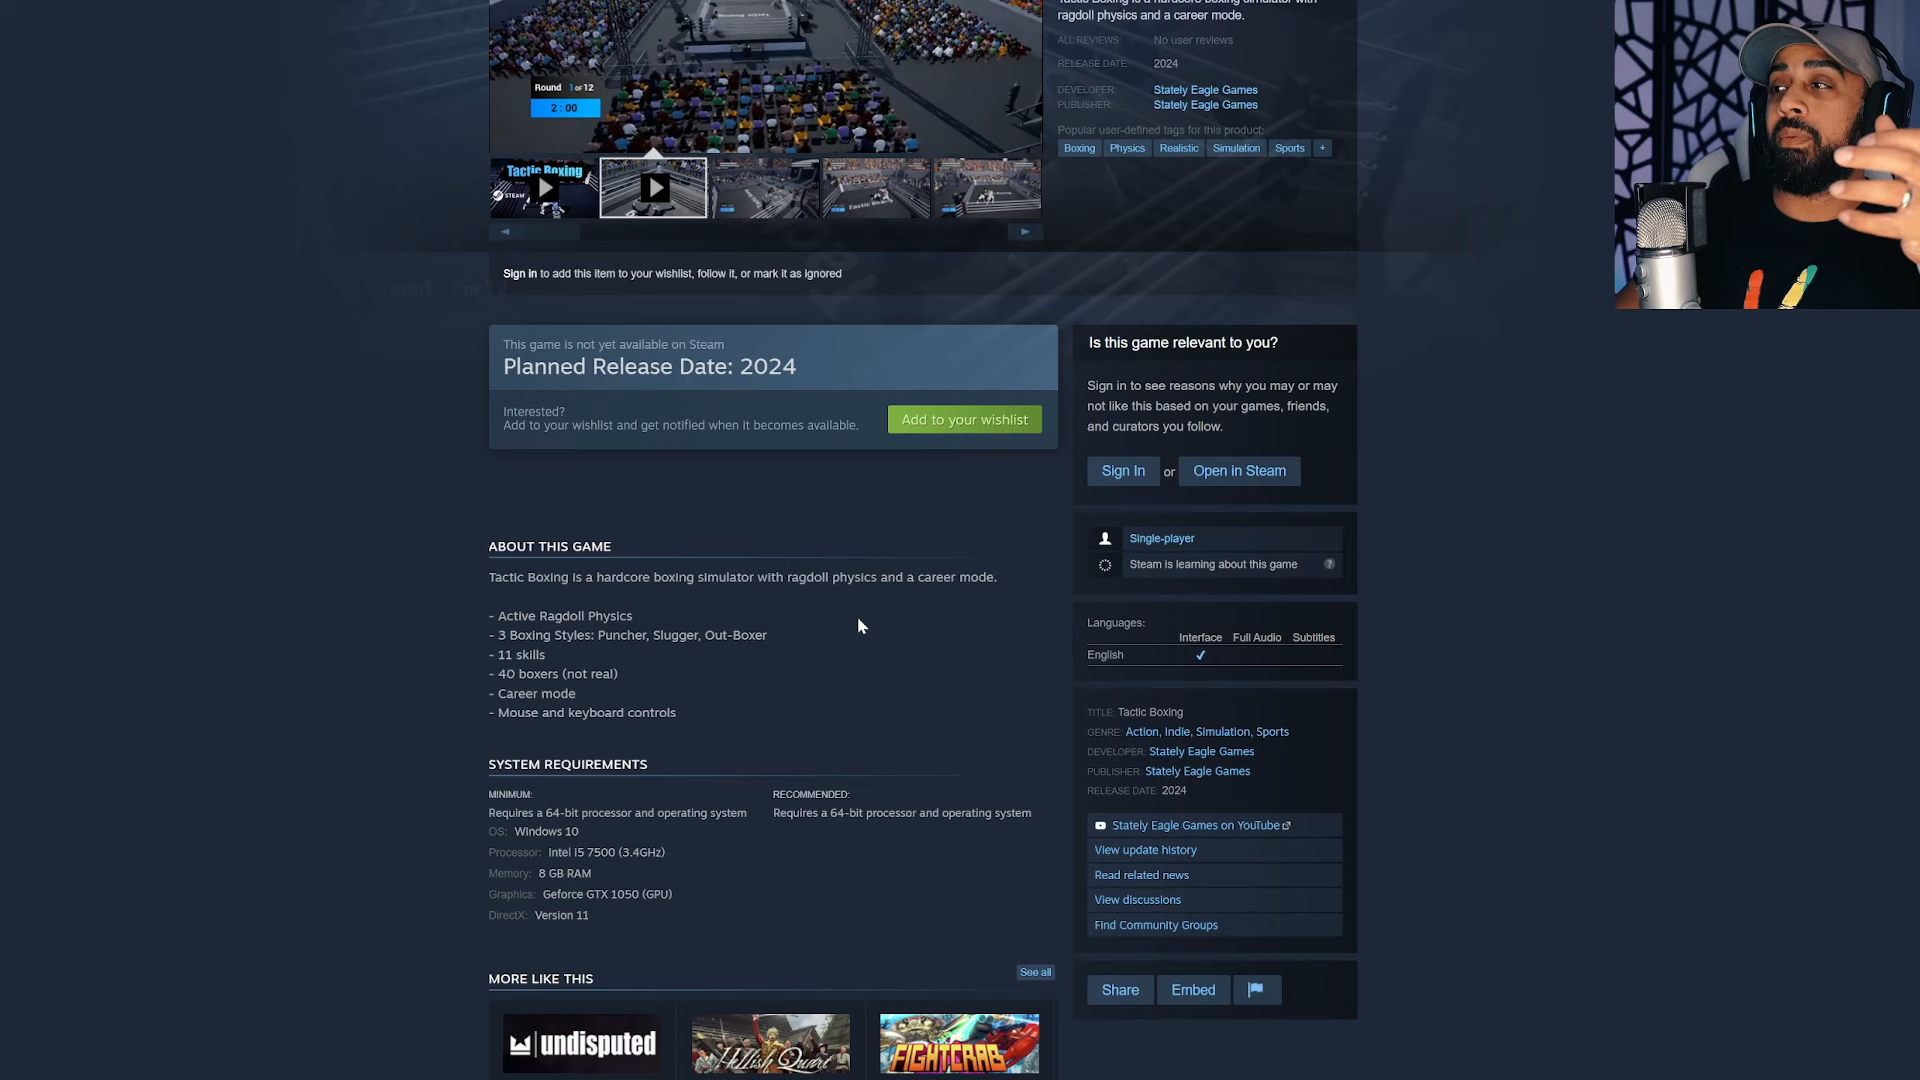 Tactic Boxing is a hardcore boxing simulator with
ragdoll physics and a career mode.
ALL REVIEWS: No user reviews
RELEASE DATE: 2024
DEVELOPER: Stately Eagle Games
PUBLISHER: Stately Eagle Games
Popular user-defined tags for this product:
Boxing Physics Realistic Simulation Sports +
Round 1 OF 12
2 : 00
Tactic Boxing
STEAM
Sign in to add this item to your wishlist, follow it, or mark it as ignored
This game is not yet available on Steam
Planned Release Date: 2024
Interested?
Add to your wishlist and get notified when it becomes available.
Add to your wishlist
Is this game relevant to you?
Sign in to see reasons why you may or may
not like this based on your games, friends,
and curators you follow.
Sign In or Open in Steam
ABOUT THIS GAME
Tactic Boxing is a hardcore boxing simulator with ragdoll physics and a career mode.
- Active Ragdoll Physics
- 3 Boxing Styles: Puncher, Slugger, Out-Boxer
- 11 skills
- 40 boxers (not real)
- Career mode
- Mouse and keyboard controls
Single-player
Steam is learning about this game ?
Languages:
Interface Full Audio Subtitles
English ✔
SYSTEM REQUIREMENTS
MINIMUM:
Requires a 64-bit processor and operating system
OS: Windows 10
Processor: Intel i5 7500 (3.4GHz)
Memory: 8 GB RAM
Graphics: Geforce GTX 1050 (GPU)
DirectX: Version 11
RECOMMENDED:
Requires a 64-bit processor and operating system
TITLE: Tactic Boxing
GENRE: Action, Indie, Simulation, Sports
DEVELOPER: Stately Eagle Games
PUBLISHER: Stately Eagle Games
RELEASE DATE: 2024
Stately Eagle Games on YouTube
View update history
Read related news
View discussions
Find Community Groups
Share Embed
MORE LIKE THIS
See all
undisputed
Hellish Quart
FIGHTCRAB